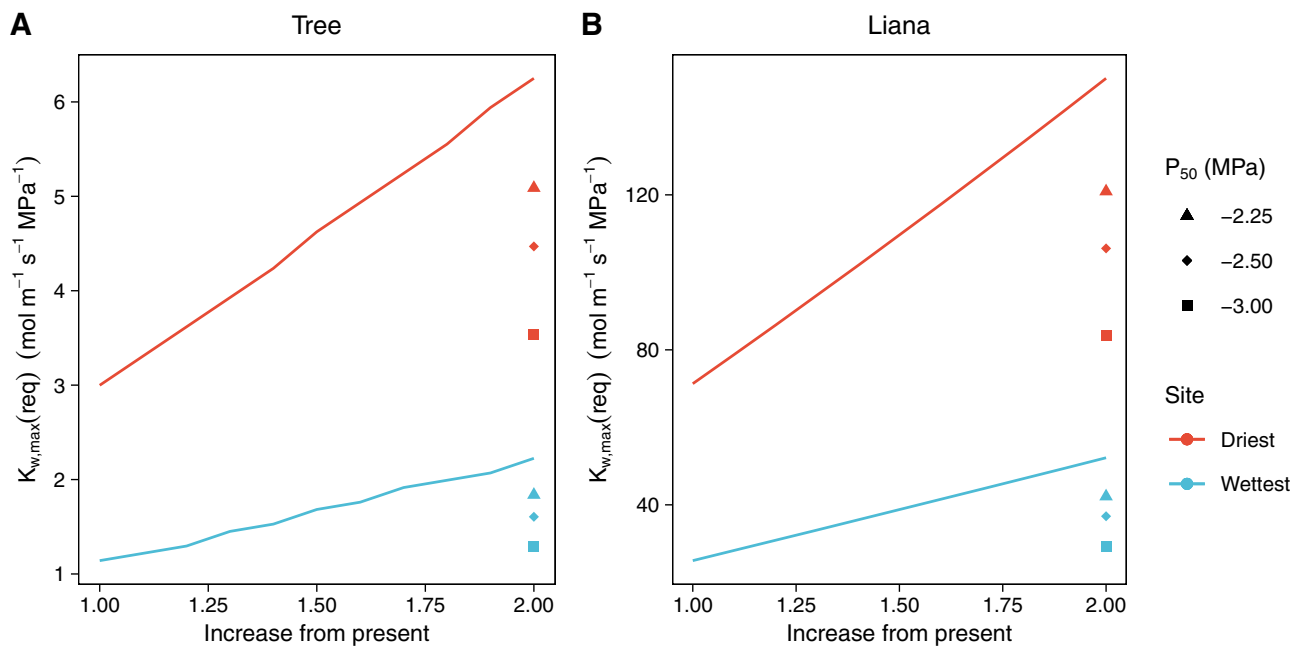 A
Tree
K_w,max(req) (mol m⁻¹ s⁻¹ MPa⁻¹)
6
5
4
3
2
1
1.00 1.25 1.50 1.75 2.00
Increase from present
B
Liana
K_w,max(req) (mol m⁻¹ s⁻¹ MPa⁻¹)
120
80
40
1.00 1.25 1.50 1.75 2.00
Increase from present
P₅₀ (MPa)
−2.25
−2.50
−3.00
Site
Driest
Wettest